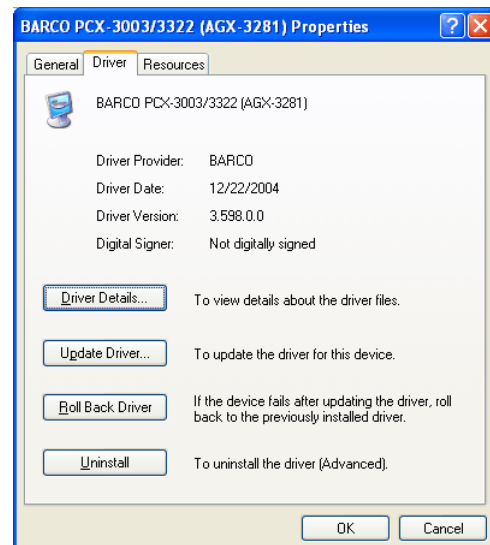 BARCO PCX-3003/3322 (AGX-3281) Properties
General Driver Resources
BARCO PCX-3003/3322 (AGX-3281)
Driver Provider: BARCO
Driver Date: 12/22/2004
Driver Version: 3.598.0.0
Digital Signer: Not digitally signed
Driver Details... To view details about the driver files.
Update Driver... To update the driver for this device.
Roll Back Driver If the device fails after updating the driver, roll
back to the previously installed driver.
Uninstall To uninstall the driver (Advanced).
OK Cancel